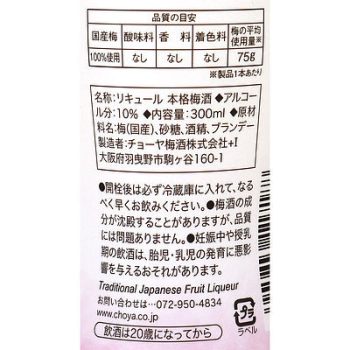 品質の目安
国産梅 酸味料 香 料 着色料 梅の平均使用量※
100%使用 なし なし なし 75g
※製品1本あたり
名称:リキュール 本格梅酒 ◆アルコー
ル分:10% ◆内容量:300ml ◆原材
料:梅(国産)、砂糖、酒精、ブランデー
製造者:チョーヤ梅酒株式会社+I
大阪府羽曳野市駒ヶ谷160-1
●開栓後は必ず冷蔵庫に入れて、なる
べく早くお飲みください。●梅酒の成
分が沈殿することがありますが、品質
には問題ありません。●妊娠中や授乳
期の飲酒は、胎児・乳児の発育に悪影
響を与えるおそれがあります。
Traditional Japanese Fruit Liqueur
お問い合わせ…072-950-4834
www.choya.co.jp
プラ
ラベル
飲酒は20歳になってから